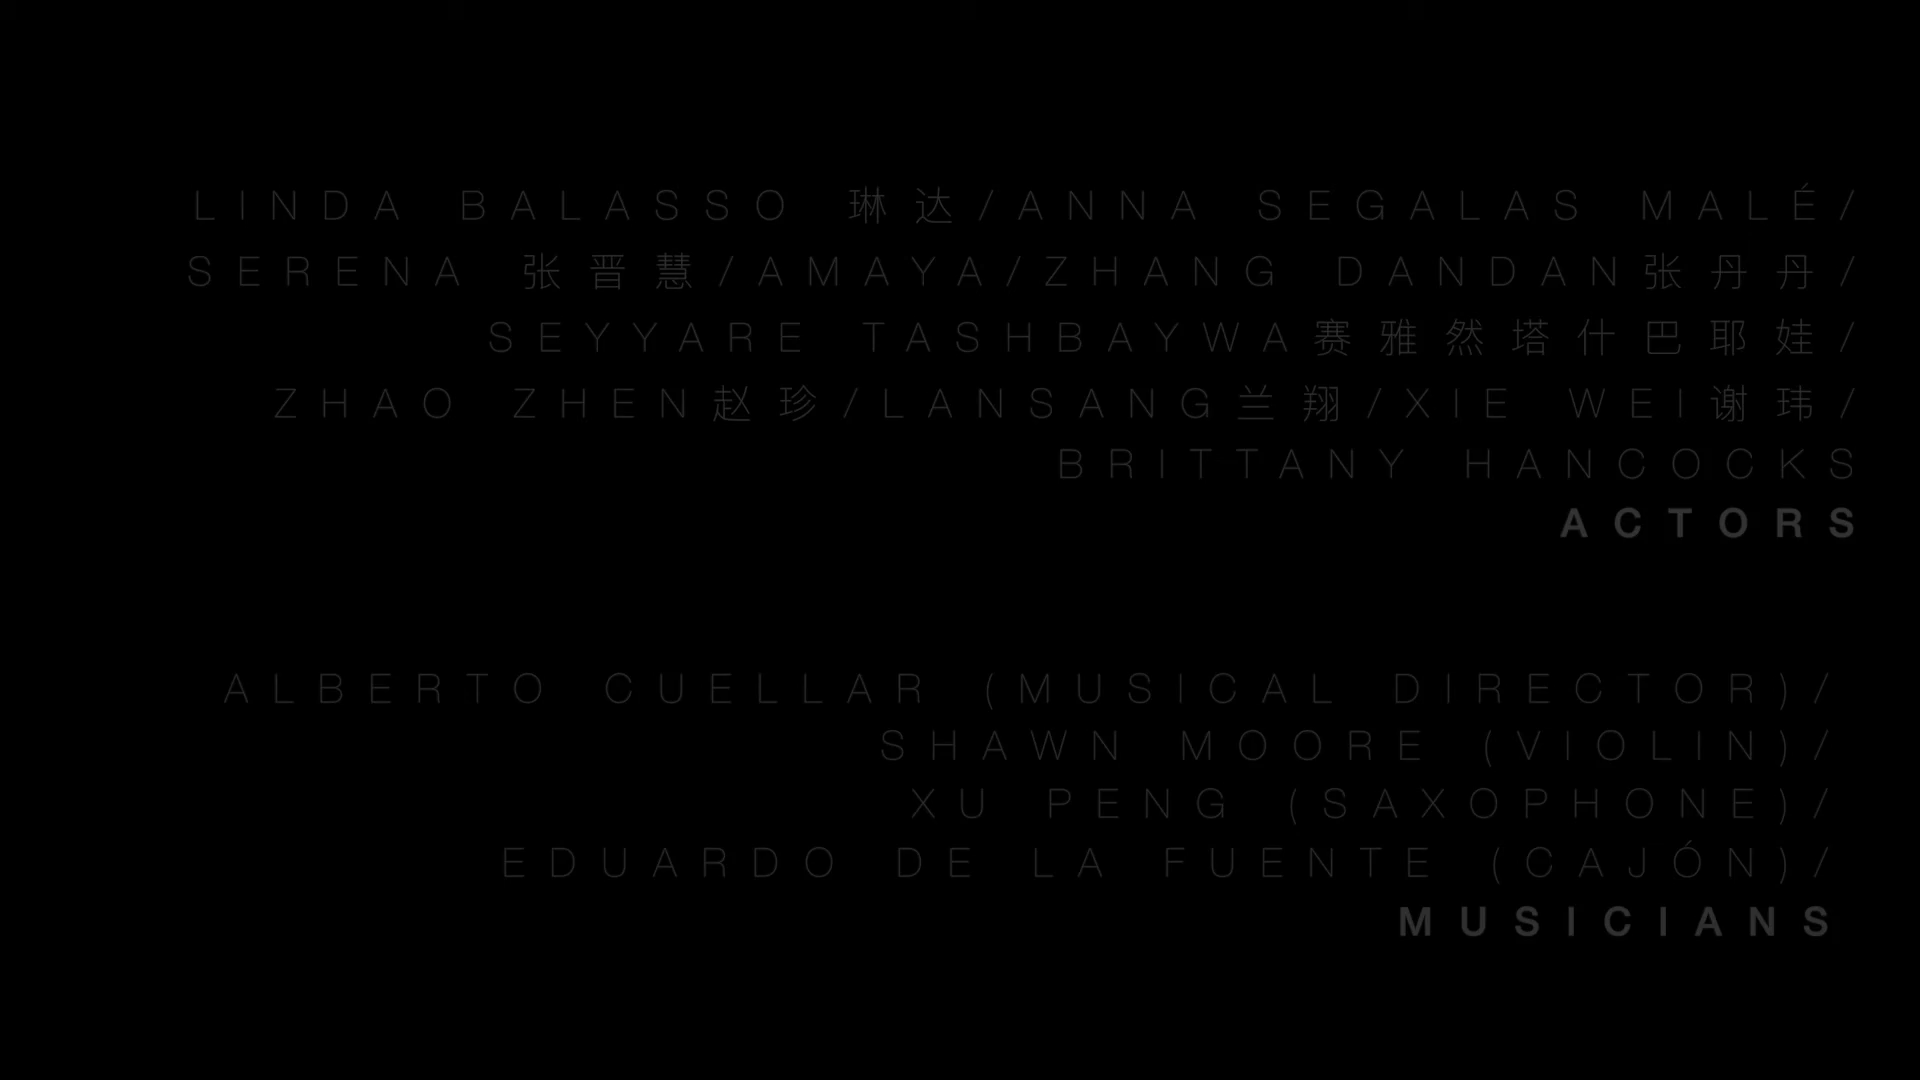 LINDA BALASSO 琳达/ANNA SEGALAS MALÉ/
SERENA 张晋慧/AMAYA/ZHANG DANDAN张丹丹/
SEYYARE TASHBAYWA赛雅然塔什巴耶娃/
ZHAO ZHEN赵珍/LANSANG兰翔/XIE WEI谢玮/
BRITTANY HANCOCKS
ACTORS
ALBERTO CUELLAR (MUSICAL DIRECTOR)/
SHAWN MOORE (VIOLIN)/
XU PENG (SAXOPHONE)/
EDUARDO DE LA FUENTE (CAJÓN)/
MUSICIANS